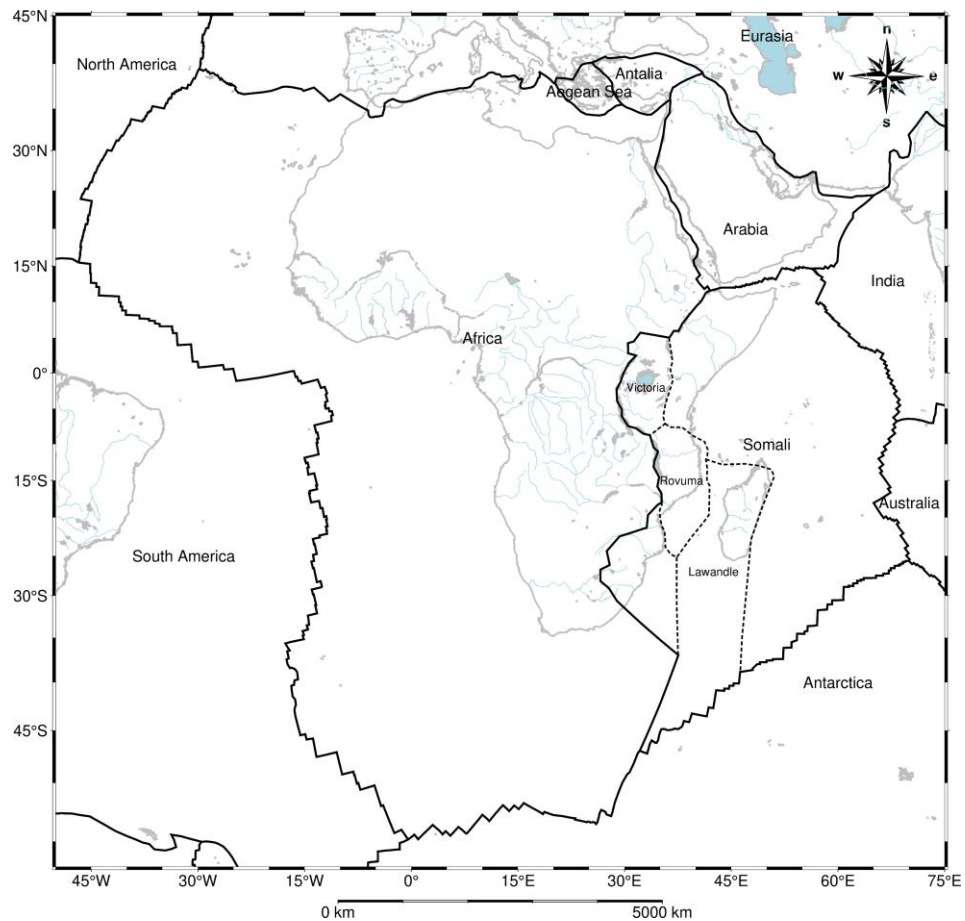 45°N
30°N
15°N
0°
15°S
30°S
45°S
North America
Eurasia
n
w
e
s
Antalia
Aogean Sea
Arabia
India
Africa
Victoria
Somali
Rovuma
Australia
South America
Lawandle
Antarctica
45°W
30°W
15°W
0°
15°E
30°E
45°E
60°E
75°E
0 km
5000 km